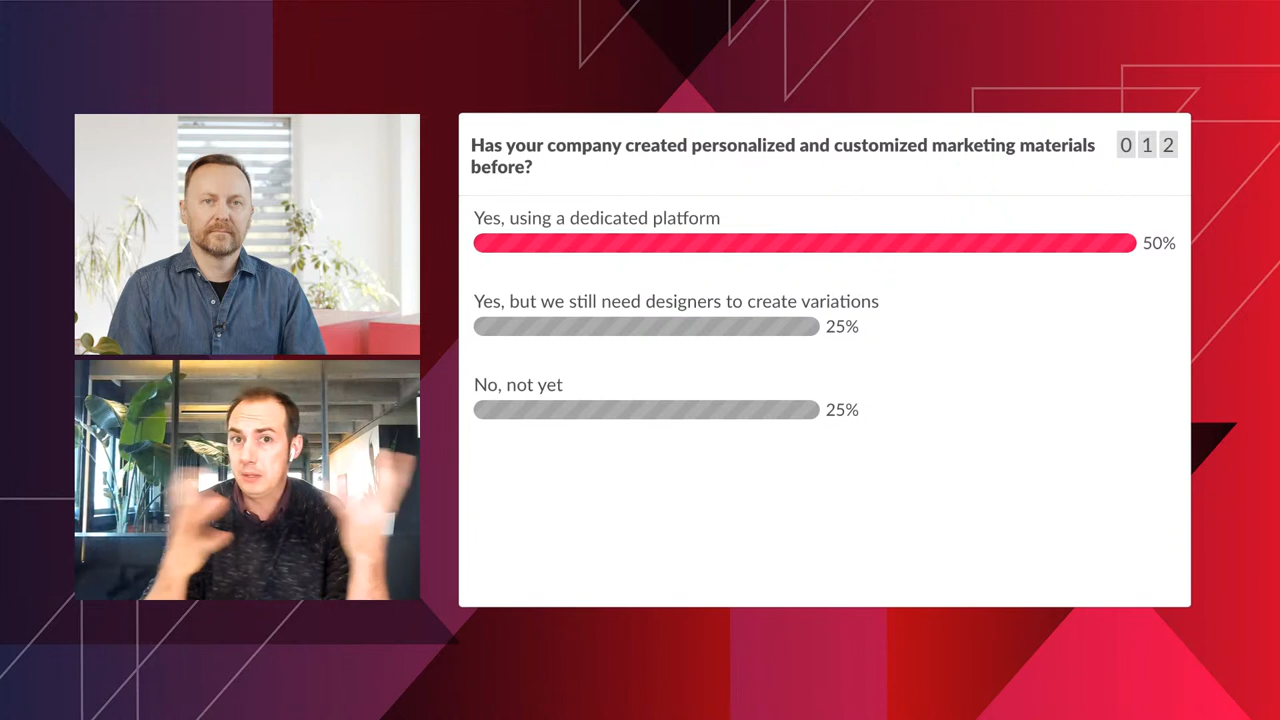 Has your company created personalized and customized marketing materials
before?
0 1 2
Yes, using a dedicated platform
50%
Yes, but we still need designers to create variations
25%
No, not yet
25%